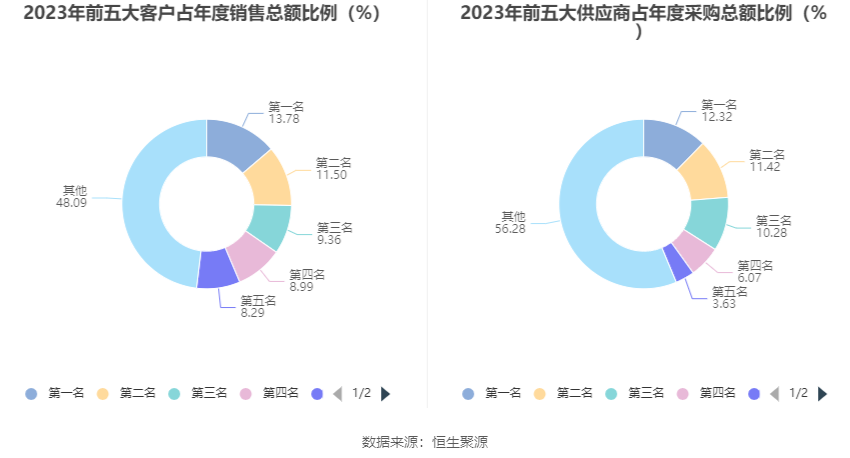 2023年前五大客户占年度销售总额比例（%）
第一名
13.78
第二名
11.50
第三名
9.36
第四名
8.99
第五名
8.29
其他
48.09
第一名
第二名
第三名
第四名
1/2
2023年前五大供应商占年度采购总额比例（%
）
第一名
12.32
第二名
11.42
第三名
10.28
第四名
6.07
第五名
3.63
其他
56.28
第一名
第二名
第三名
第四名
1/2
数据来源：恒生聚源